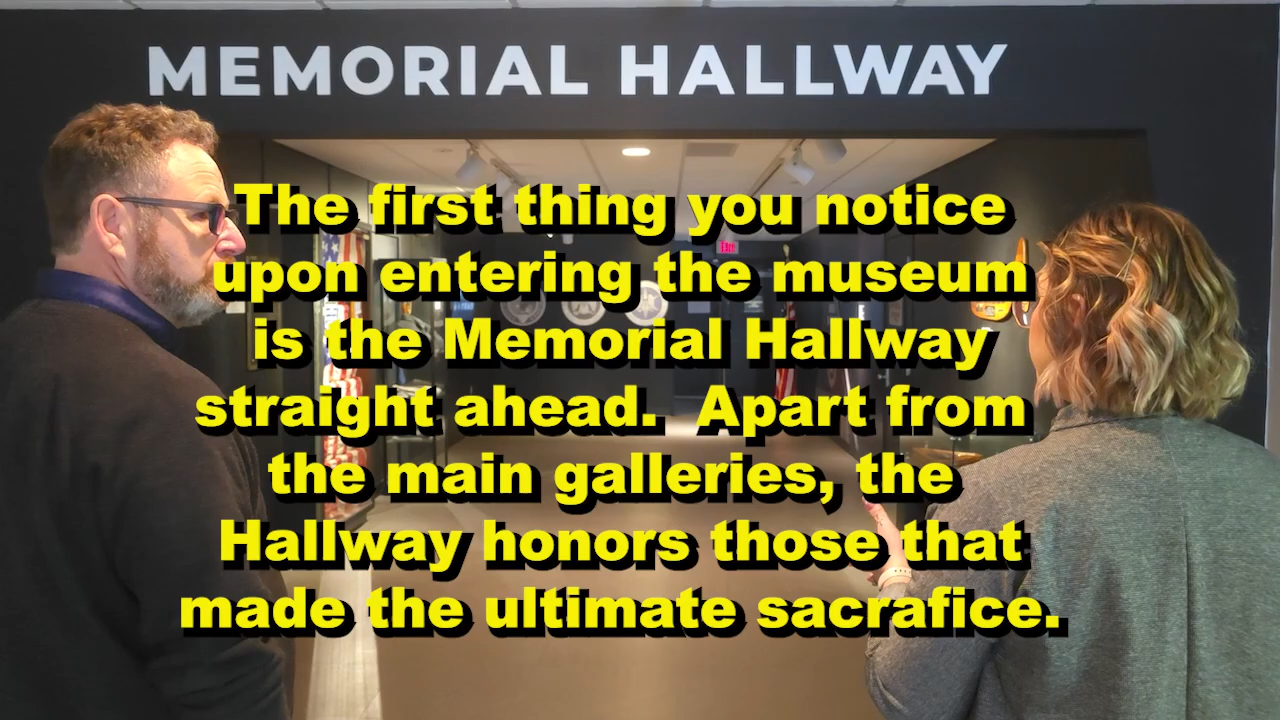 MEMORIAL HALLWAY
The first thing you notice
upon entering the museum
is the Memorial Hallway
straight ahead.  Apart from
the main galleries, the
Hallway honors those that
made the ultimate sacrafice.